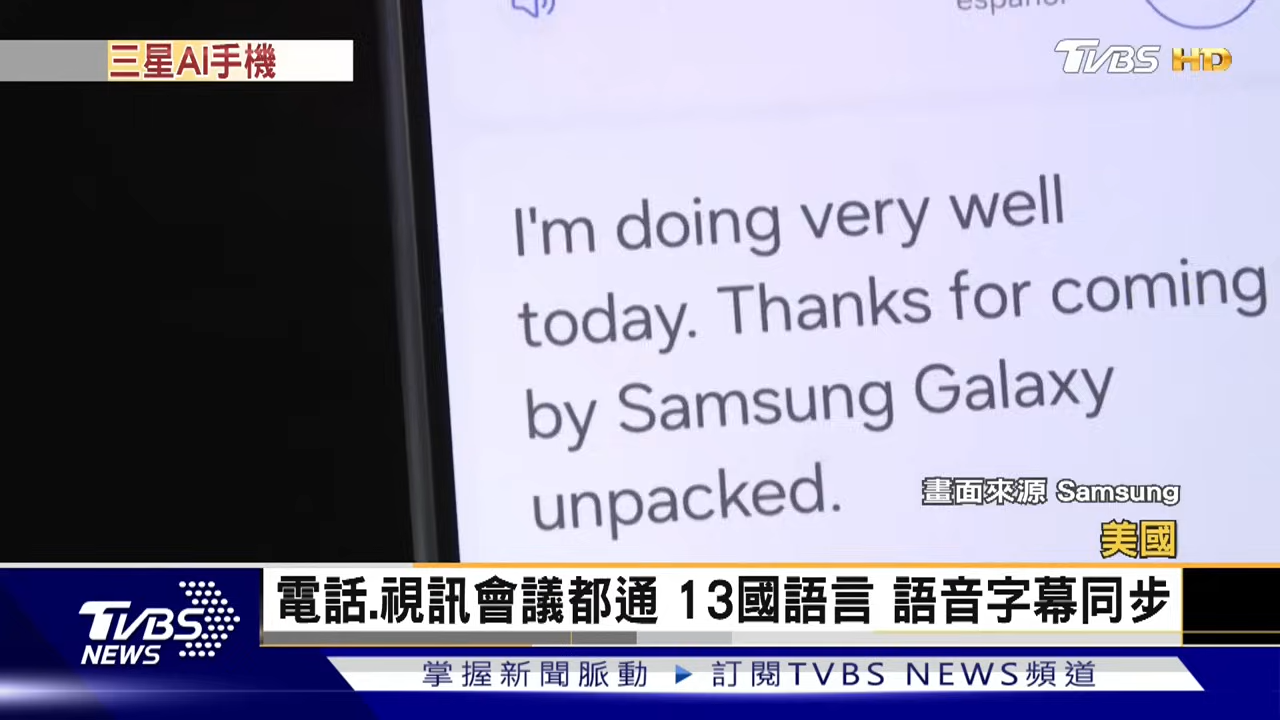 español
三星AI手機
TVBS HD
I'm doing very well
today. Thanks for coming
by Samsung Galaxy
unpacked.
畫面來源 Samsung
美國
電話.視訊會議都通 13國語言 語音字幕同步
TVBS NEWS
掌握新聞脈動 ▶ 訂閱TVBS NEWS頻道